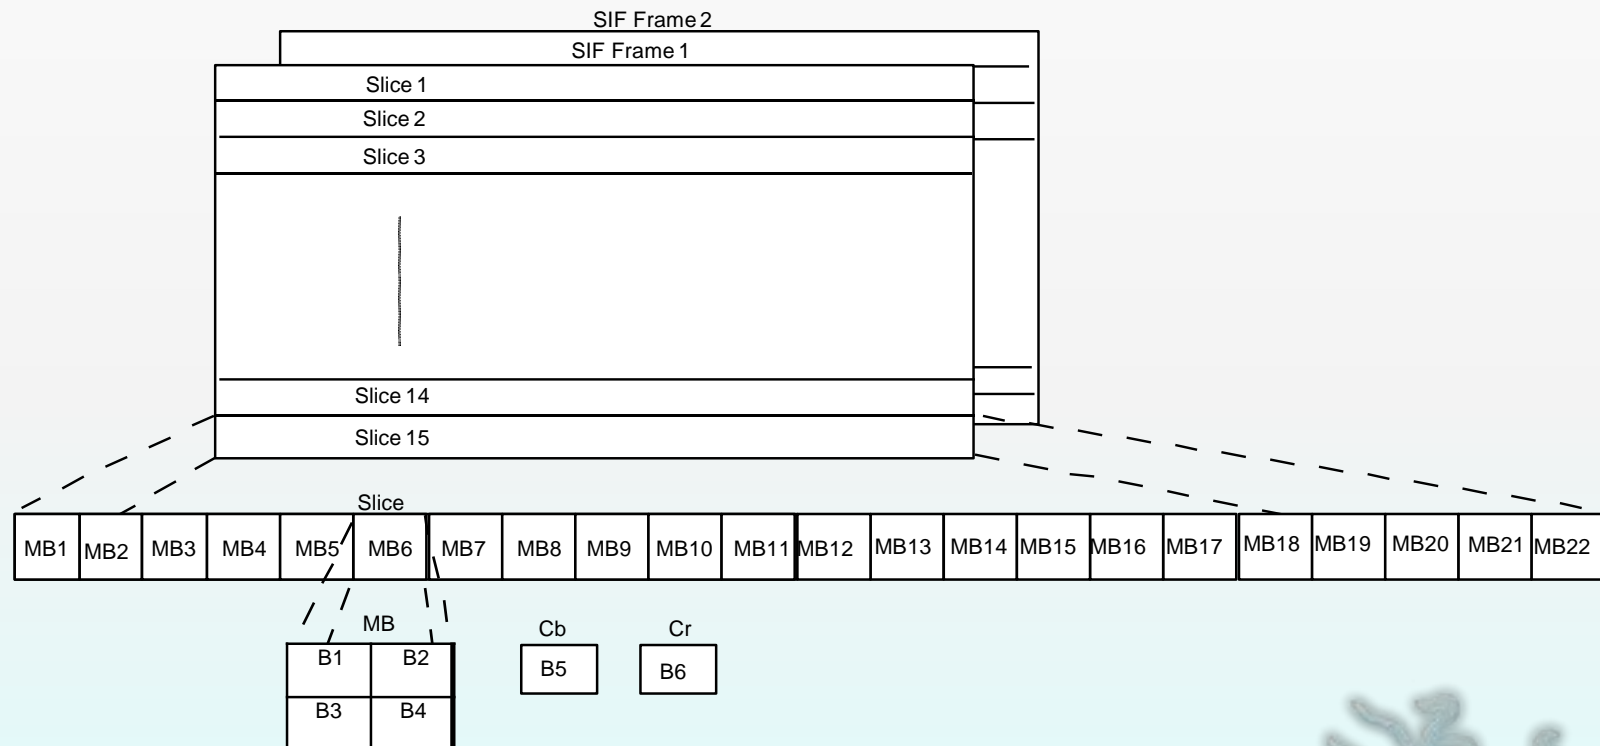 SIF Frame 2
SIF Frame 1
Slice 1
Slice 2
Slice 3
Slice 14
Slice 15
Slice
MB1 MB2 MB3 MB4 MB5 MB6 MB7 MB8 MB9 MB10 MB11 MB12 MB13 MB14 MB15 MB16 MB17 MB18 MB19 MB20 MB21 MB22
MB Cb Cr
B1 B2 B5 B6
B3 B4